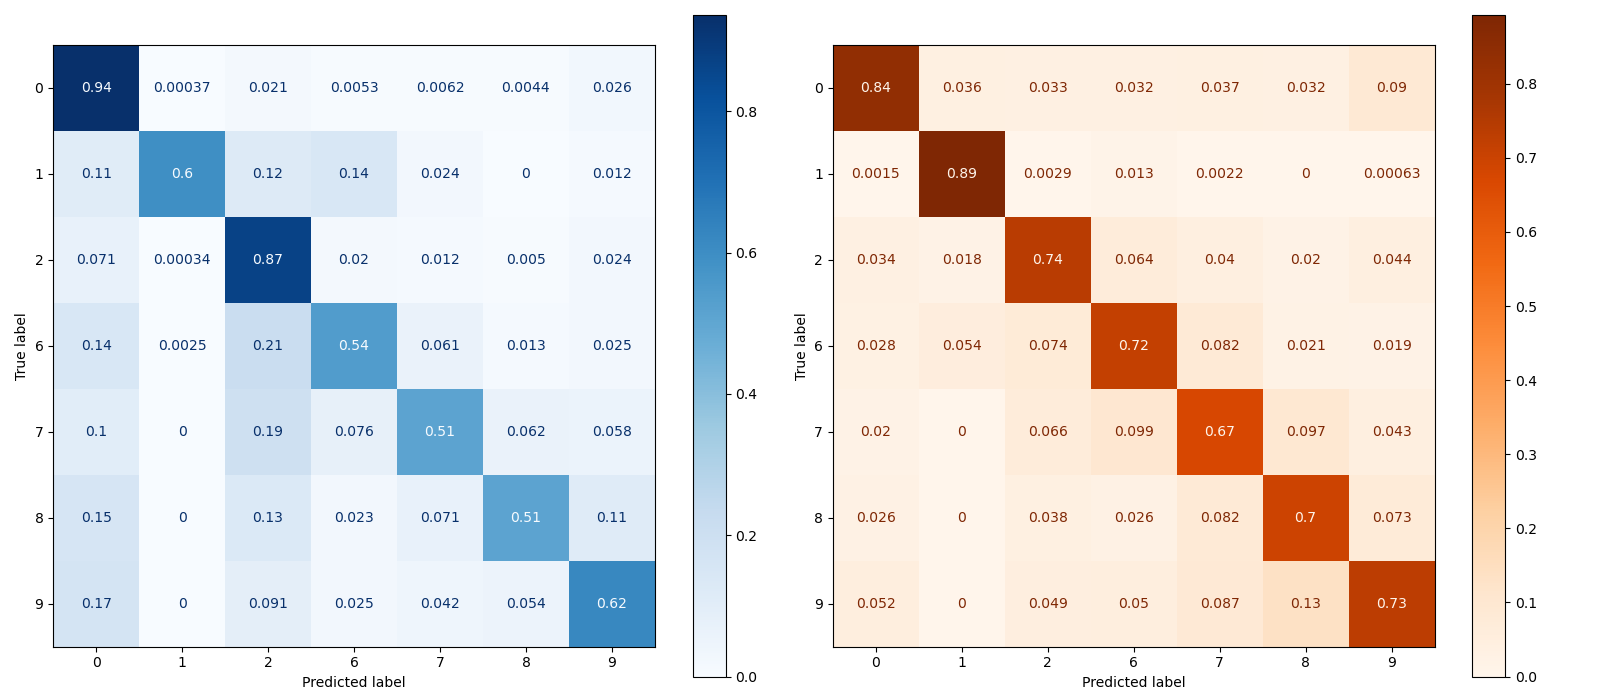 0 0.94 0.00037 0.021 0.0053 0.0062 0.0044 0.026
1 0.11 0.6 0.12 0.14 0.024 0 0.012
2 0.071 0.00034 0.87 0.02 0.012 0.005 0.024
6 0.14 0.0025 0.21 0.54 0.061 0.013 0.025
7 0.1 0 0.19 0.076 0.51 0.062 0.058
8 0.15 0 0.13 0.023 0.071 0.51 0.11
9 0.17 0 0.091 0.025 0.042 0.054 0.62
0 1 2 6 7 8 9
True label
Predicted label
0.8
0.6
0.4
0.2
0.0
0 0.84 0.036 0.033 0.032 0.037 0.032 0.09
1 0.0015 0.89 0.0029 0.013 0.0022 0 0.00063
2 0.034 0.018 0.74 0.064 0.04 0.02 0.044
6 0.028 0.054 0.074 0.72 0.082 0.021 0.019
7 0.02 0 0.066 0.099 0.67 0.097 0.043
8 0.026 0 0.038 0.026 0.082 0.7 0.073
9 0.052 0 0.049 0.05 0.087 0.13 0.73
0 1 2 6 7 8 9
True label
Predicted label
0.8
0.7
0.6
0.5
0.4
0.3
0.2
0.1
0.0